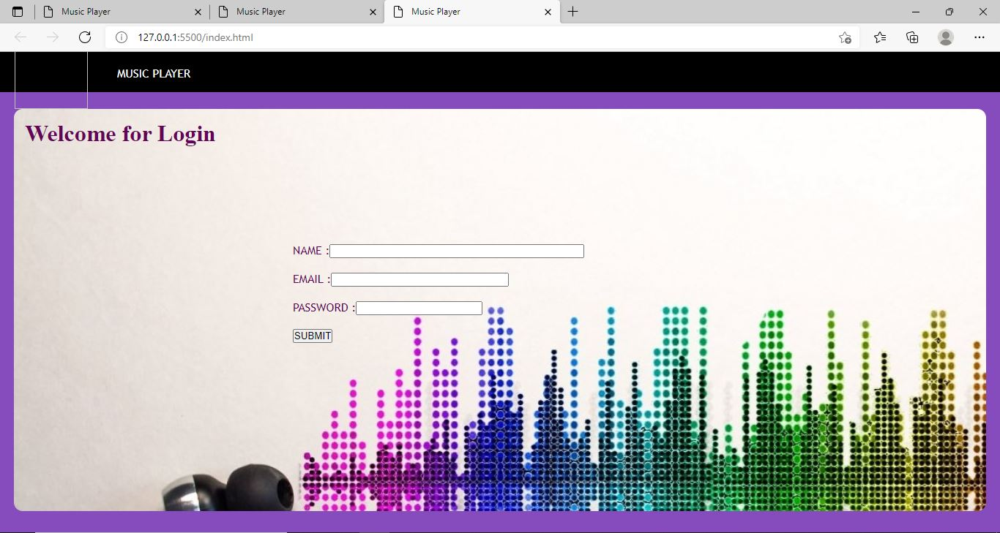 Music Player
Music Player
Music Player
127.0.0.1:5500/index.html
MUSIC PLAYER
Welcome for Login
NAME :
EMAIL :
PASSWORD :
SUBMIT